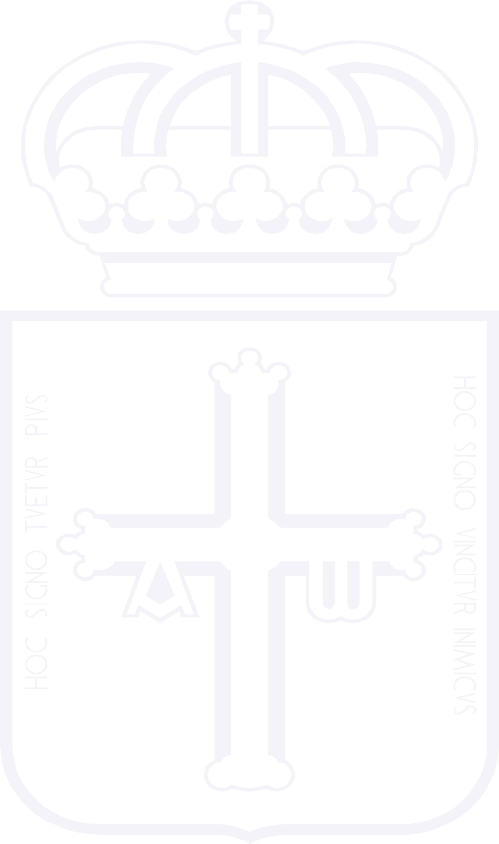 HOC SIGNO TVETVR PIVS
A W
HOC SIGNO VINCITVR INIMICVS